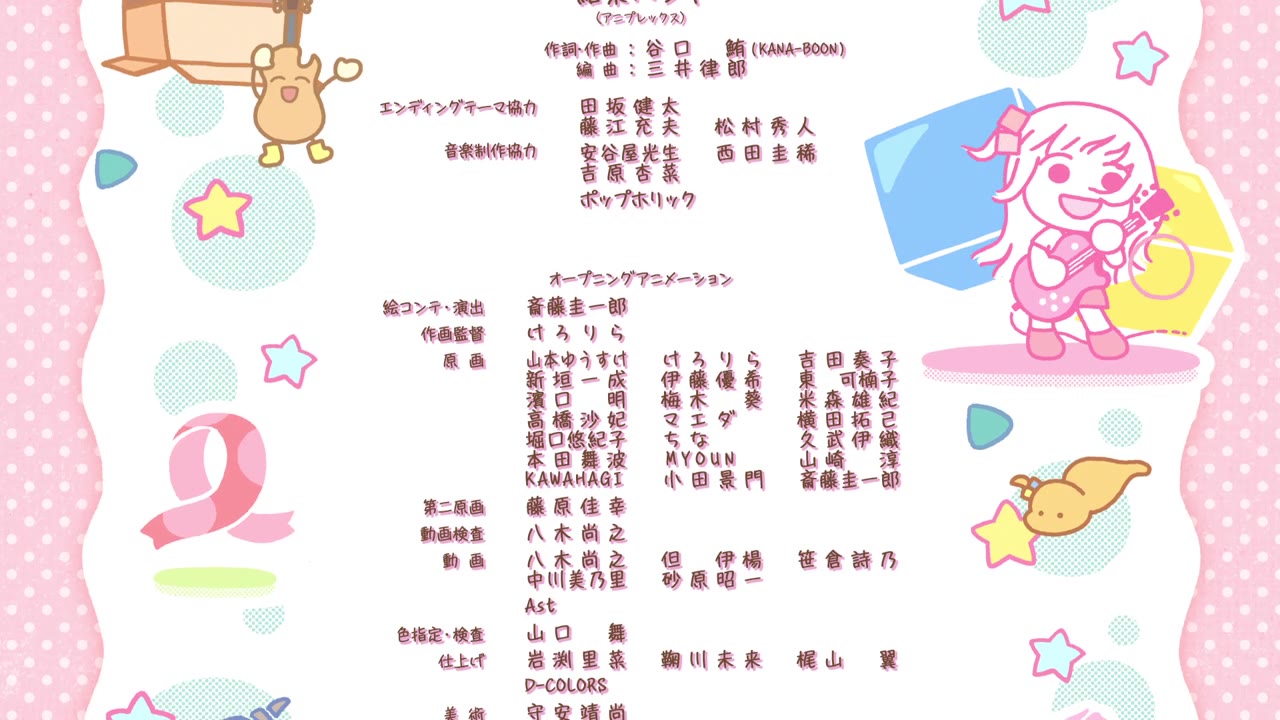 (アニプレックス)
作詞・作曲 : 谷口 鮪 (KANA-BOON)
編曲 : 三井律郎
エンディングテーマ協力 田坂健太
藤江充夫 松村秀人
音楽制作協力 安谷屋光生 西田圭稀
吉原杏菜
ポップホリック
オープニングアニメーション
絵コンテ・演出 斎藤圭一郎
作画監督 けろりら
原画 山本ゆうすけ けろりら 吉田奏子
新垣一成 伊藤優希 東 可楠子
濱口 明 梅木 葵 米森雄紀
高橋沙妃 マエダ 横田拓己
堀口悠紀子 ちな 久武伊織
本田舞波 MYOUN 山崎 淳
KAWAHAGI 小田景門 斎藤圭一郎
第二原画 藤原佳幸
動画検査 八木尚之
動画 八木尚之 但 伊楊 笹倉詩乃
中川美乃里 砂原昭一
Ast
色指定・検査 山口 舞
仕上げ 岩渕里菜 鞠川未来 梶山 翼
D-COLORS
美術 守安靖尚